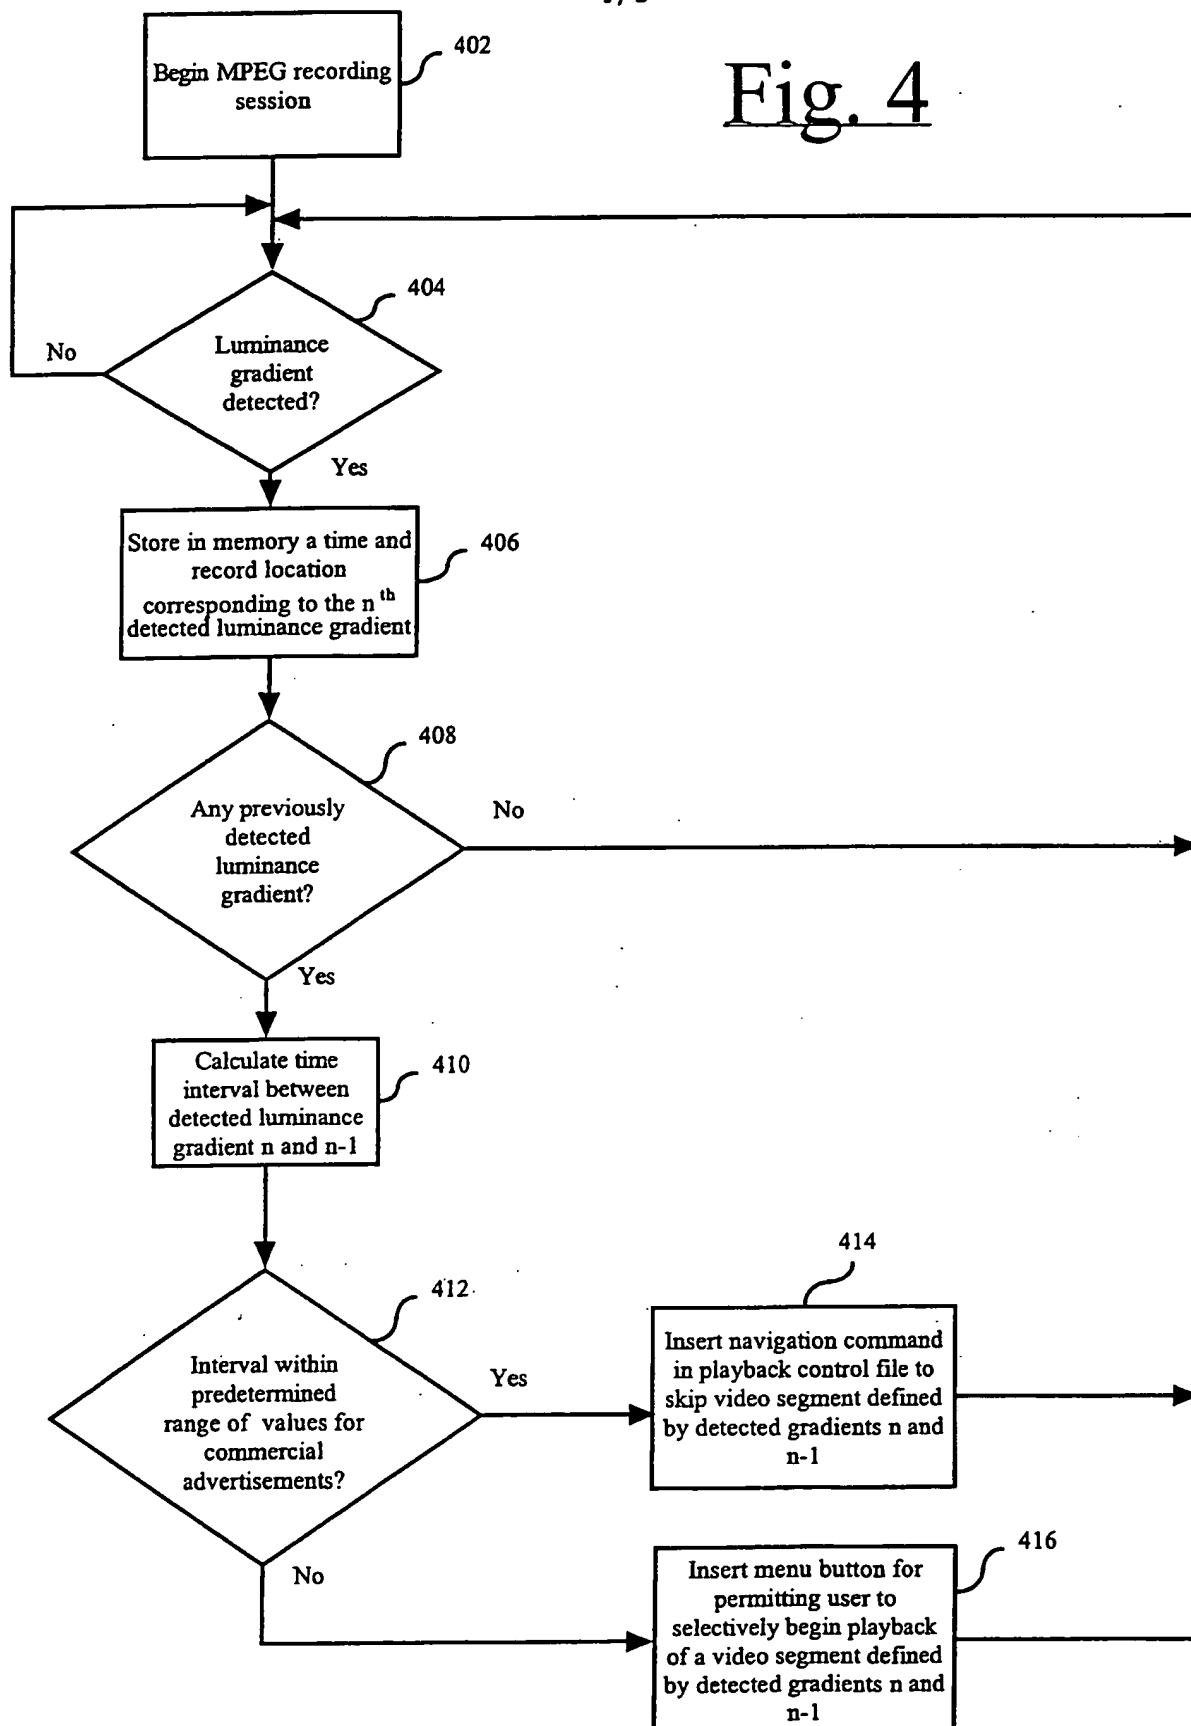 Begin MPEG recording
session
402
Fig. 4
404
Luminance
gradient
detected?
No
Yes
Store in memory a time and
record location
corresponding to the n th
detected luminance gradient
406
408
Any previously
detected
luminance
gradient?
No
Yes
Calculate time
interval between
detected luminance
gradient n and n-1
410
412
Interval within
predetermined
range of values for
commercial
advertisements?
Yes
No
414
Insert navigation command
in playback control file to
skip video segment defined
by detected gradients n and
n-1
416
Insert menu button for
permitting user to
selectively begin playback
of a video segment defined
by detected gradients n and
n-1